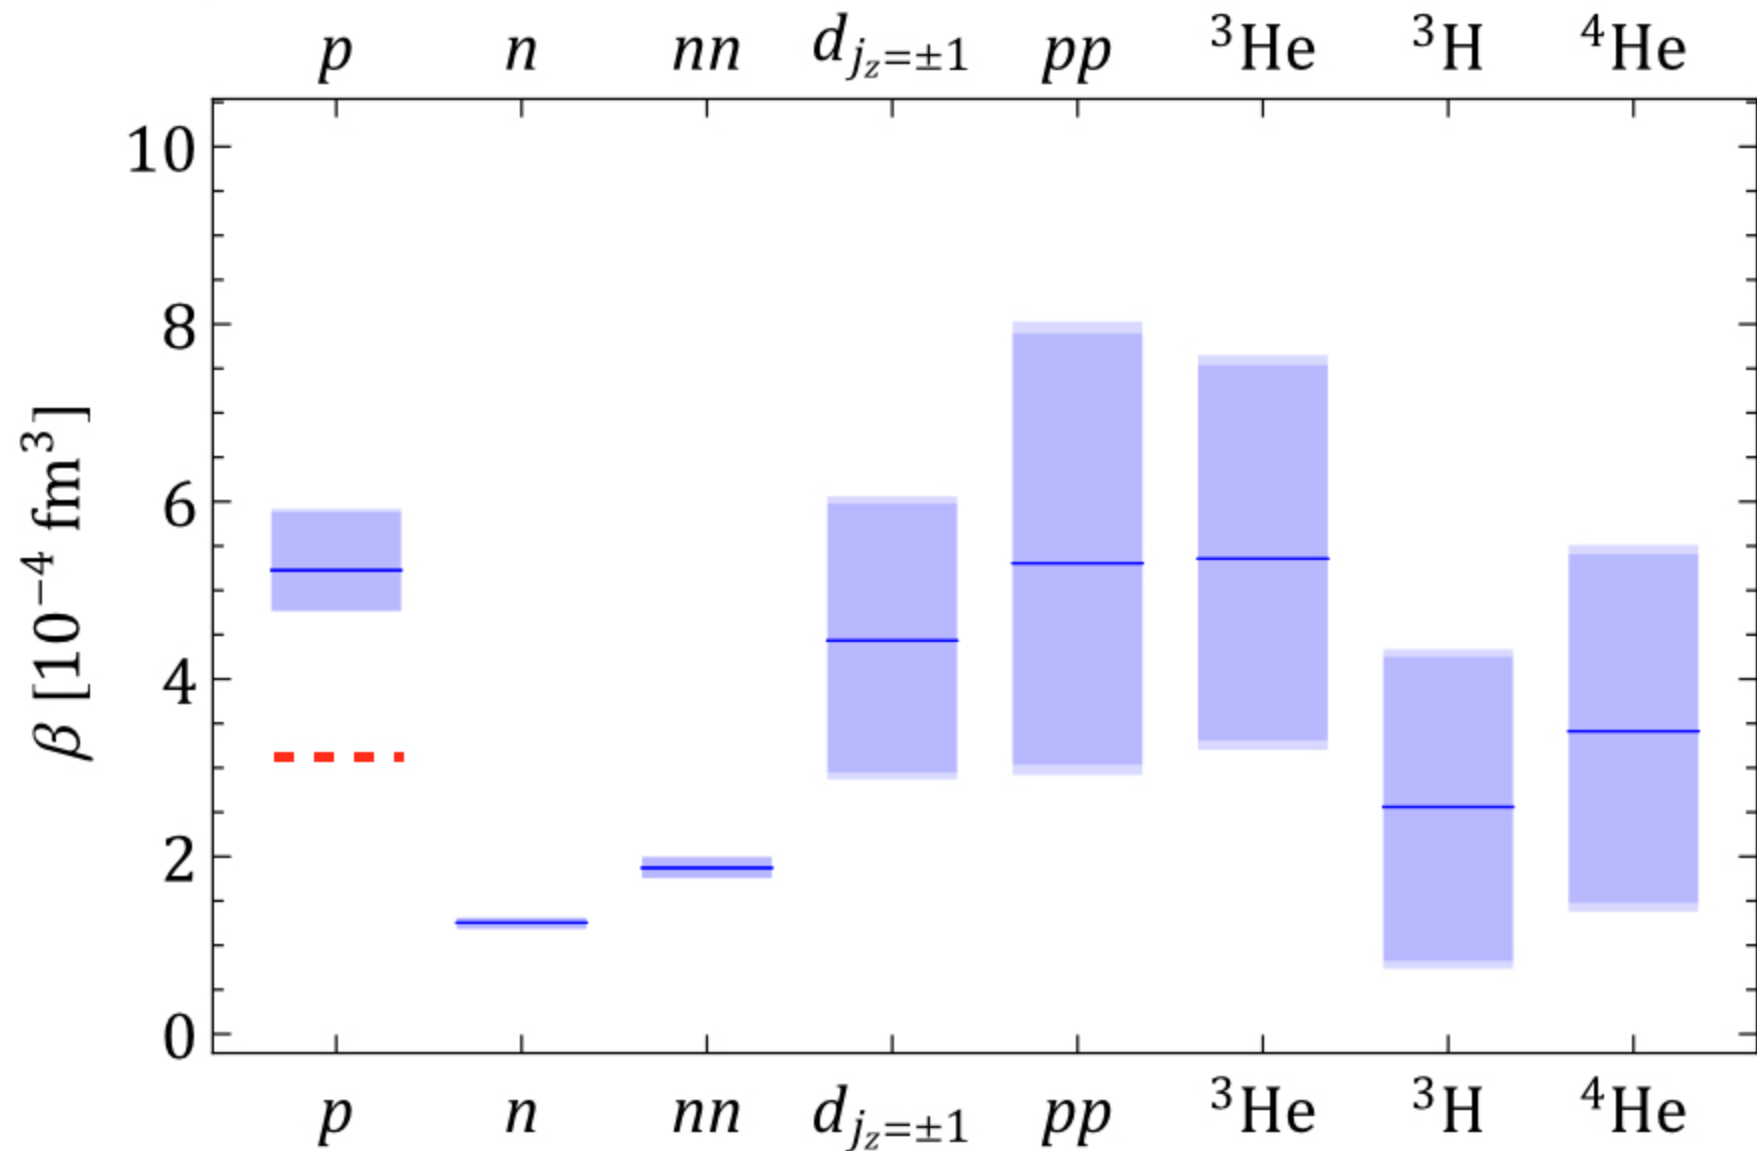 p n nn d_{j_z=±1} pp ³He ³H ⁴He
10
8
6
4
2
0
β [10⁻⁴ fm³]
p n nn d_{j_z=±1} pp ³He ³H ⁴He